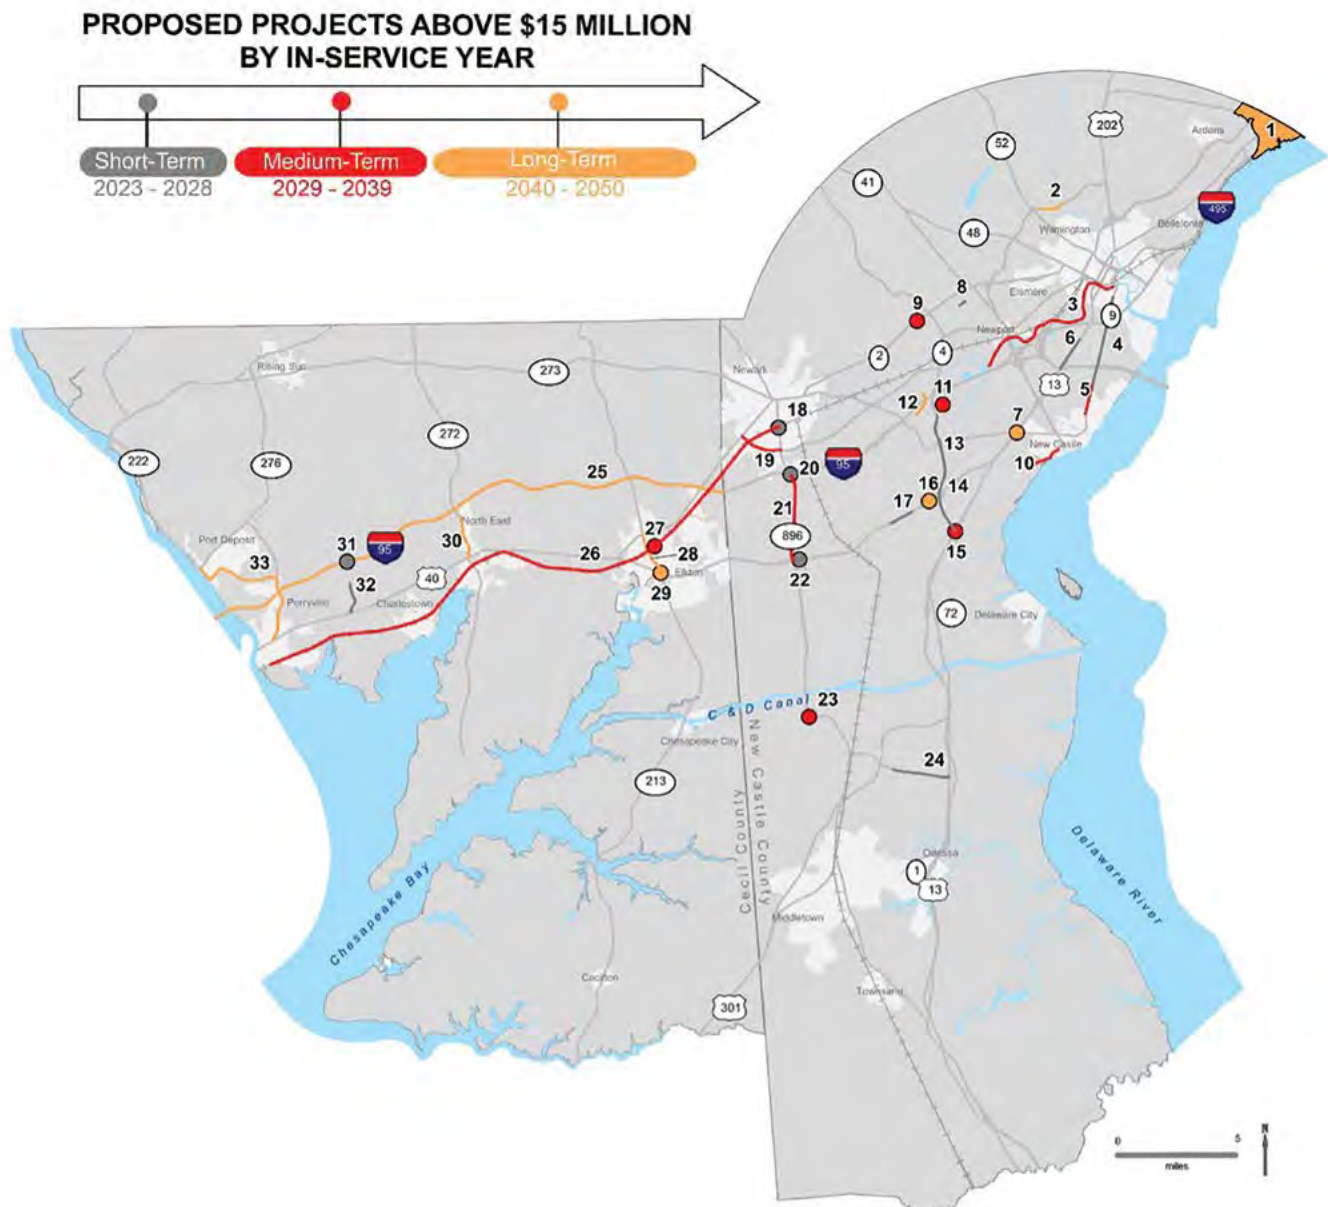 PROPOSED PROJECTS ABOVE $15 MILLION
BY IN-SERVICE YEAR
Short-Term
Medium-Term
Long-Term
2023 - 2028
2029 - 2039
2040 - 2050
1
202
Ardens
52
41
2
495
48
Wilmington
Bellefonte
8
Elsmere
3
9
9
Newport
6
4
2
4
Rising Sun
273
Newark
13
5
11
12
18
7
13
New Castle
272
222
276
19
20
95
10
25
16
14
17
21
North East
27
896
15
Port Deposit
31
95
30
26
28
33
22
32
40
Elkton
29
Perryville
Charlestown
72
Delaware City
23
C & D Canal
Chesapeake City
24
213
Cecil County
New Castle County
Delaware River
Odessa
1
13
Chesapeake Bay
Middletown
Cecilton
Townsend
301
0
5
miles
N